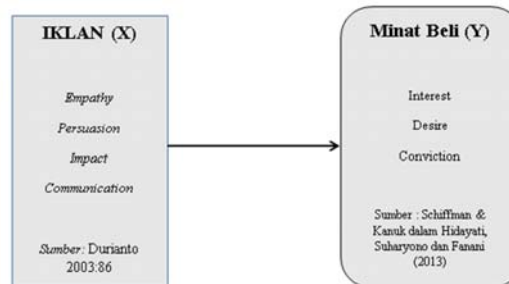 IKLAN (X)
Empathy
Persuasion
Impact
Communication
Sumber: Durianto
2003:86
Minat Beli (Y)
Interest
Desire
Conviction
Sumber : Schiffman &
Kanuk dalam Hidayati,
Suharyono dan Fanani
(2013)